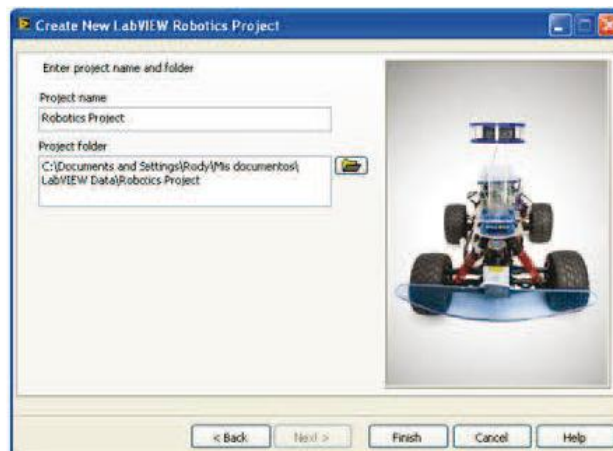 Create New LabVIEW Robotics Project
Enter project name and folder
Project name
Robotics Project
Project folder
C:\Documents and Settings\Rody\Mis documentos\
LabVIEW Data\Robotics Project
< Back
Next >
Finish
Cancel
Help